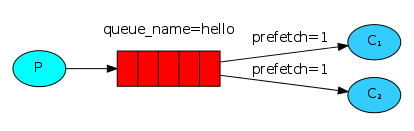 queue_name=hello
prefetch=1
C₁
P
prefetch=1
C₂